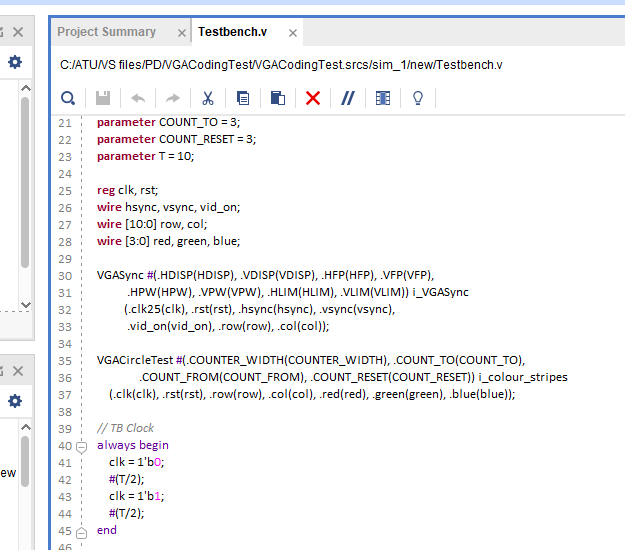 Project Summary × Testbench.v ×
C:/ATU/VS files/PD/VGACodingTest/VGACodingTest.srcs/sim_1/new/Testbench.v
21 parameter COUNT_TO = 3;
22 parameter COUNT_RESET = 3;
23 parameter T = 10;
24
25 reg clk, rst;
26 wire hsync, vsync, vid_on;
27 wire [10:0] row, col;
28 wire [3:0] red, green, blue;
29
30 VGASync #(.HDISP(HDISP), .VDISP(VDISP), .HFP(HFP), .VFP(VFP),
31 .HPW(HPW), .VPW(VPW), .HLIM(HLIM), .VLIM(VLIM)) i_VGASync
32 (.clk25(clk), .rst(rst), .hsync(hsync), .vsync(vsync),
33 .vid_on(vid_on), .row(row), .col(col));
34
35 VGACircleTest #(.COUNTER_WIDTH(COUNTER_WIDTH), .COUNT_TO(COUNT_TO),
36 .COUNT_FROM(COUNT_FROM), .COUNT_RESET(COUNT_RESET)) i_colour_stripes
37 (.clk(clk), .rst(rst), .row(row), .col(col), .red(red), .green(green), .blue(blue));
38
39 // TB Clock
40 always begin
41 clk = 1'b0;
42 #(T/2);
43 clk = 1'b1;
44 #(T/2);
45 end
46
ew